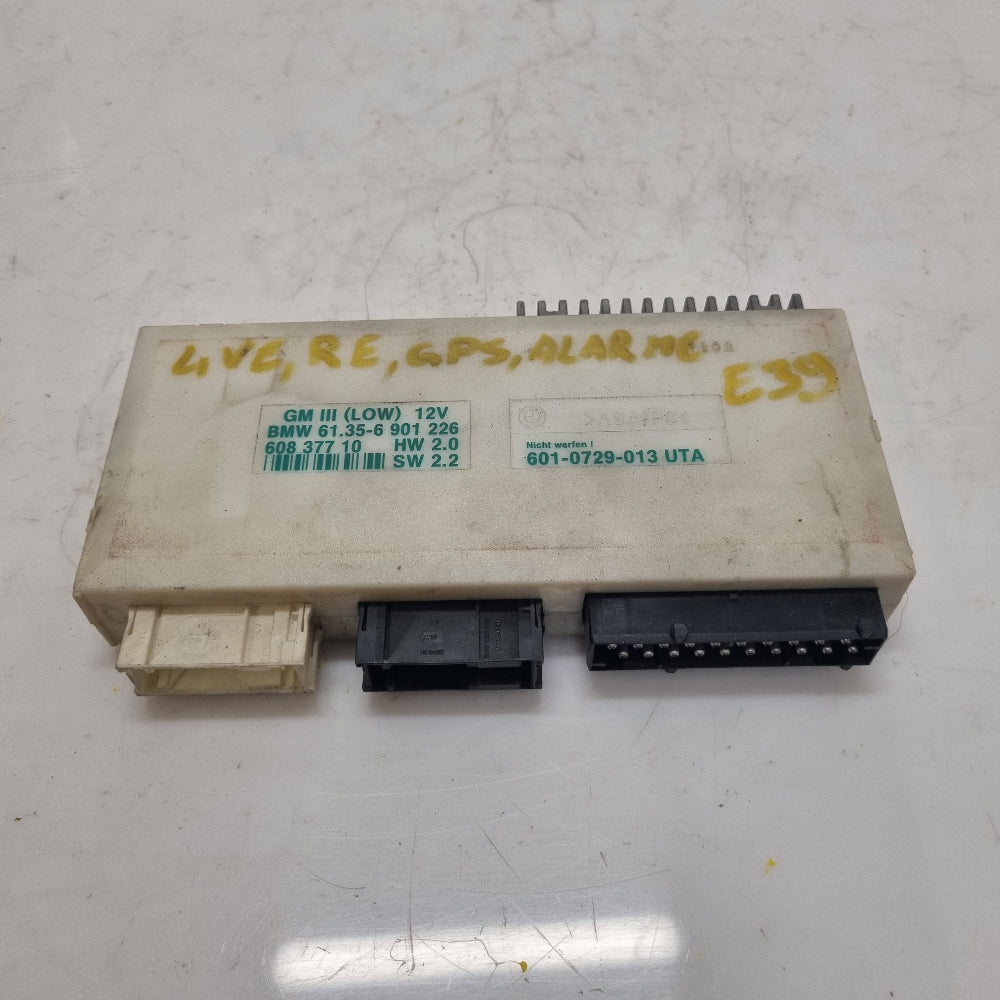 4VE, RE, GPS, ALARME
E39
GM III (LOW) 12V
BMW 61.35-6 901 226
608 377 10 HW 2.0
SW 2.2
Nicht werfen !
601-0729-013 UTA